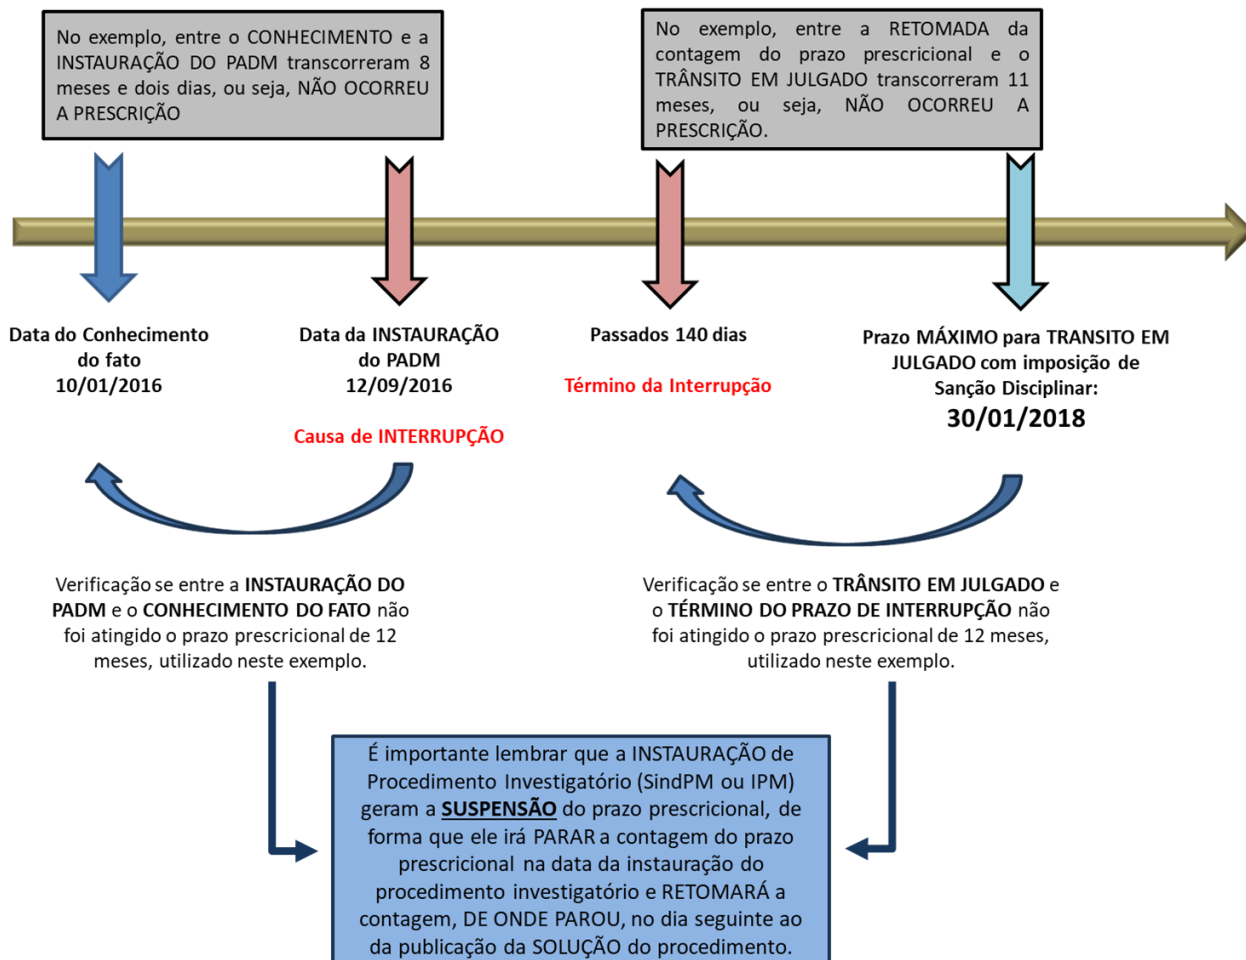 No exemplo, entre o CONHECIMENTO e a
INSTAURAÇÃO DO PADM transcorreram 8
meses e dois dias, ou seja, NÃO OCORREU
A PRESCRIÇÃO
No exemplo, entre a RETOMADA da
contagem do prazo prescricional e o
TRÂNSITO EM JULGADO transcorreram 11
meses, ou seja, NÃO OCORREU A
PRESCRIÇÃO.
Data do Conhecimento
do fato
10/01/2016
Data da INSTAURAÇÃO
do PADM
12/09/2016
Causa de INTERRUPÇÃO
Passados 140 dias
Término da Interrupção
Prazo MÁXIMO para TRANSITO EM
JULGADO com imposição de
Sanção Disciplinar:
30/01/2018
Verificação se entre a INSTAURAÇÃO DO
PADM e o CONHECIMENTO DO FATO não
foi atingido o prazo prescricional de 12
meses, utilizado neste exemplo.
Verificação se entre o TRÂNSITO EM JULGADO e
o TÉRMINO DO PRAZO DE INTERRUPÇÃO não
foi atingido o prazo prescricional de 12 meses,
utilizado neste exemplo.
É importante lembrar que a INSTAURAÇÃO de
Procedimento Investigatório (SindPM ou IPM)
geram a SUSPENSÃO do prazo prescricional, de
forma que ele irá PARAR a contagem do prazo
prescricional na data da instauração do
procedimento investigatório e RETOMARÁ a
contagem, DE ONDE PAROU, no dia seguinte ao
da publicação da SOLUÇÃO do procedimento.